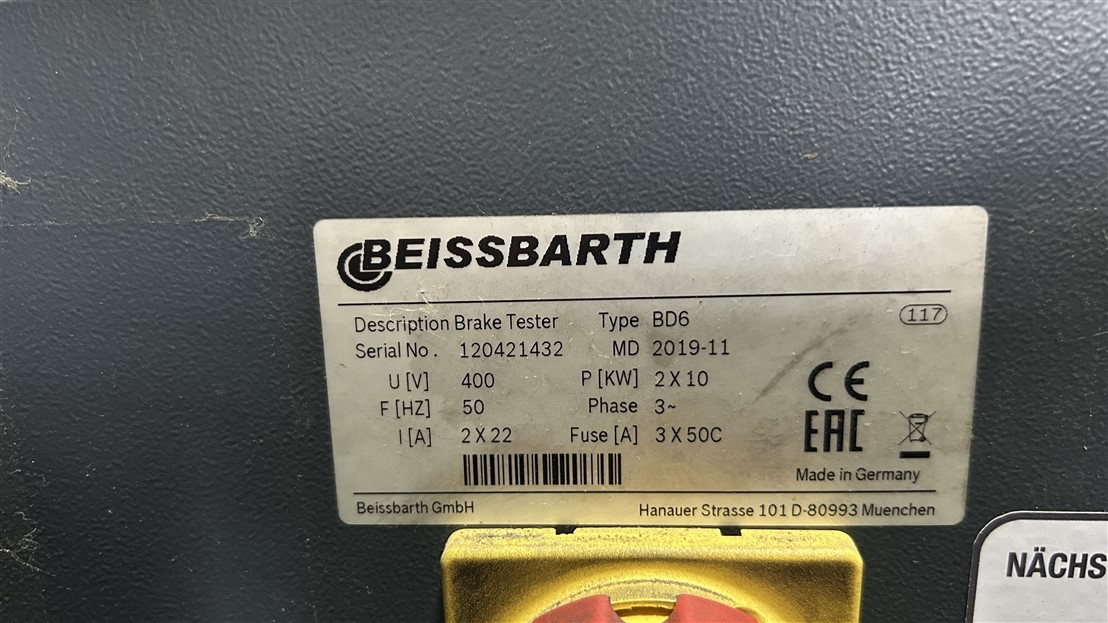 BEISSBARTH
Description Brake Tester Type BD6 117
Serial No. 120421432 MD 2019-11
U [V] 400 P [KW] 2 X 10
F [HZ] 50 Phase 3~
I [A] 2 X 22 Fuse [A] 3 X 50C
CE
EAC
Made in Germany
Beissbarth GmbH Hanauer Strasse 101 D-80993 Muenchen
NÄCHS